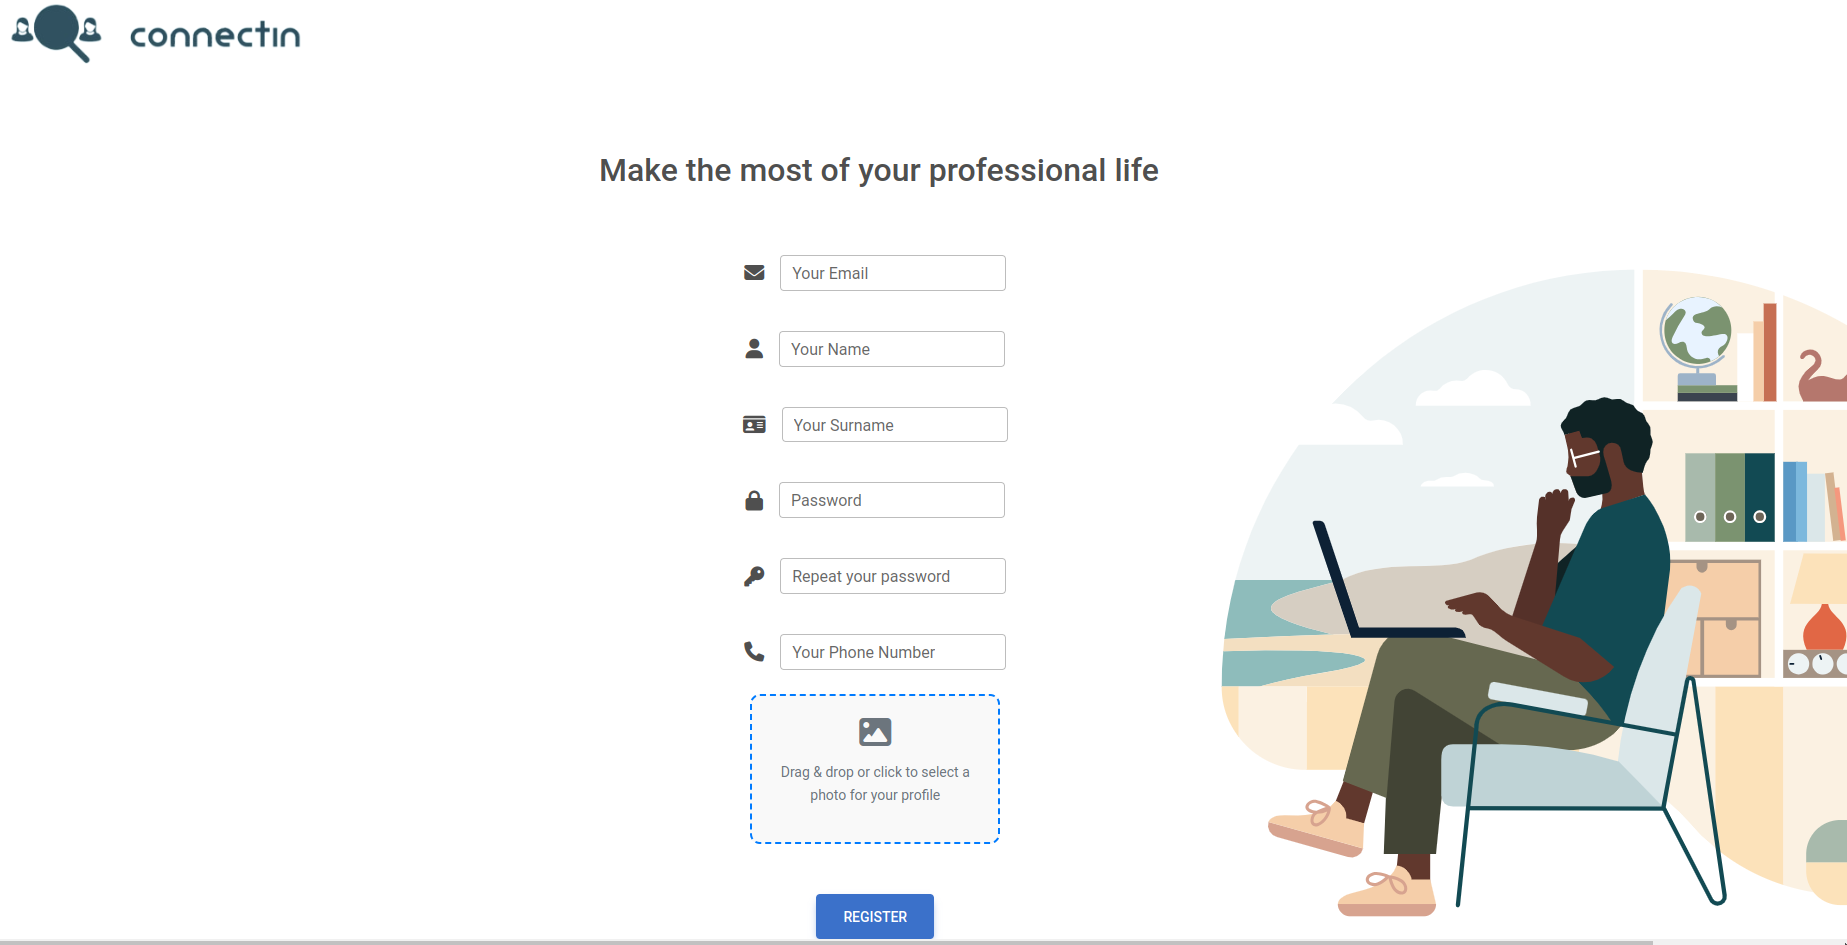 connectin
Make the most of your professional life
Your Email
Your Name
Your Surname
Password
Repeat your password
Your Phone Number
Drag & drop or click to select a
photo for your profile
REGISTER